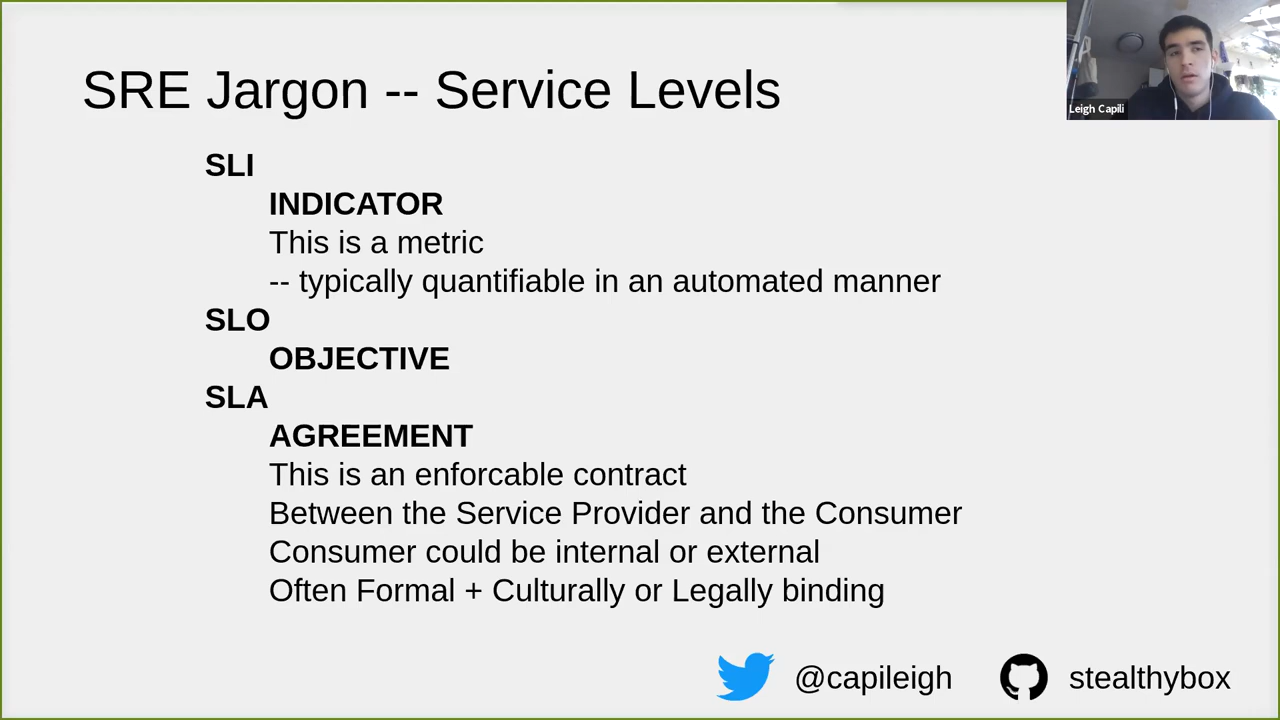 SRE Jargon -- Service Levels
Leigh Capili
SLI
INDICATOR
This is a metric
-- typically quantifiable in an automated manner
SLO
OBJECTIVE
SLA
AGREEMENT
This is an enforcable contract
Between the Service Provider and the Consumer
Consumer could be internal or external
Often Formal + Culturally or Legally binding
@capileigh stealthybox